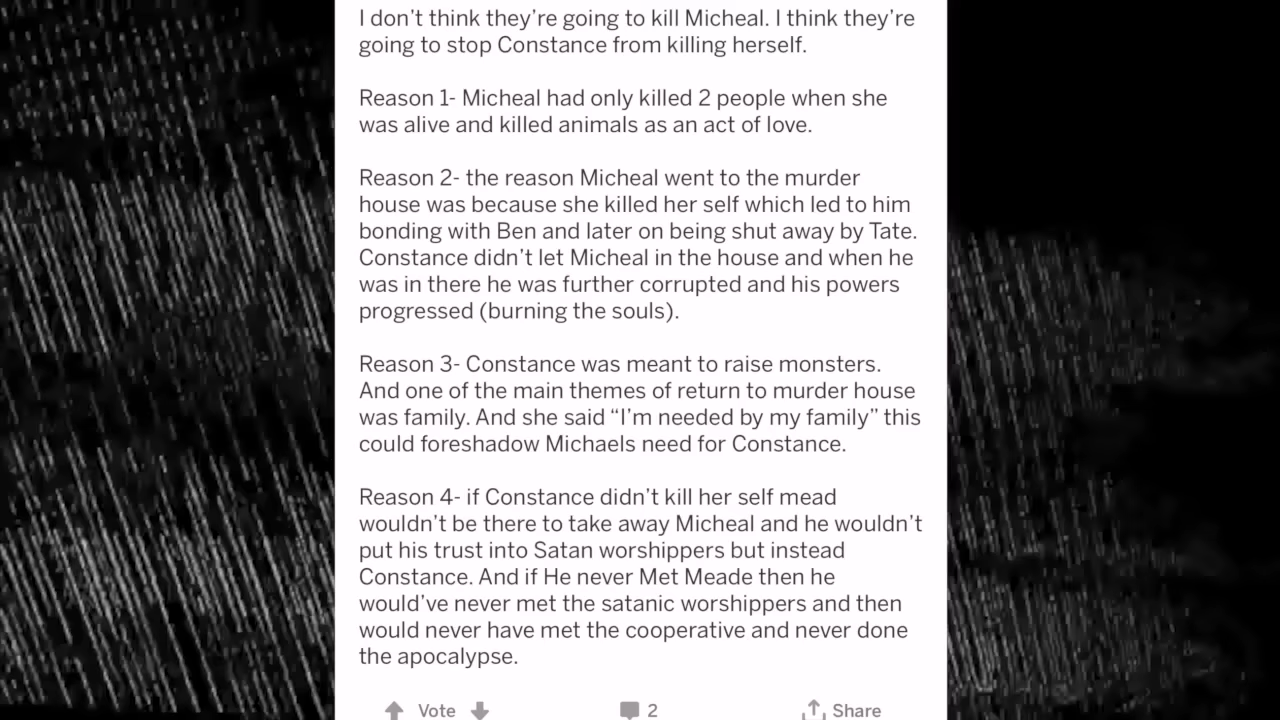 I don’t think they’re going to kill Micheal. I think they’re
going to stop Constance from killing herself.
Reason 1- Micheal had only killed 2 people when she
was alive and killed animals as an act of love.
Reason 2- the reason Micheal went to the murder
house was because she killed her self which led to him
bonding with Ben and later on being shut away by Tate.
Constance didn’t let Micheal in the house and when he
was in there he was further corrupted and his powers
progressed (burning the souls).
Reason 3- Constance was meant to raise monsters.
And one of the main themes of return to murder house
was family. And she said “I’m needed by my family” this
could foreshadow Michaels need for Constance.
Reason 4- if Constance didn’t kill her self mead
wouldn’t be there to take away Micheal and he wouldn’t
put his trust into Satan worshippers but instead
Constance. And if He never Met Meade then he
would’ve never met the satanic worshippers and then
would never have met the cooperative and never done
the apocalypse.
Vote 2 Share